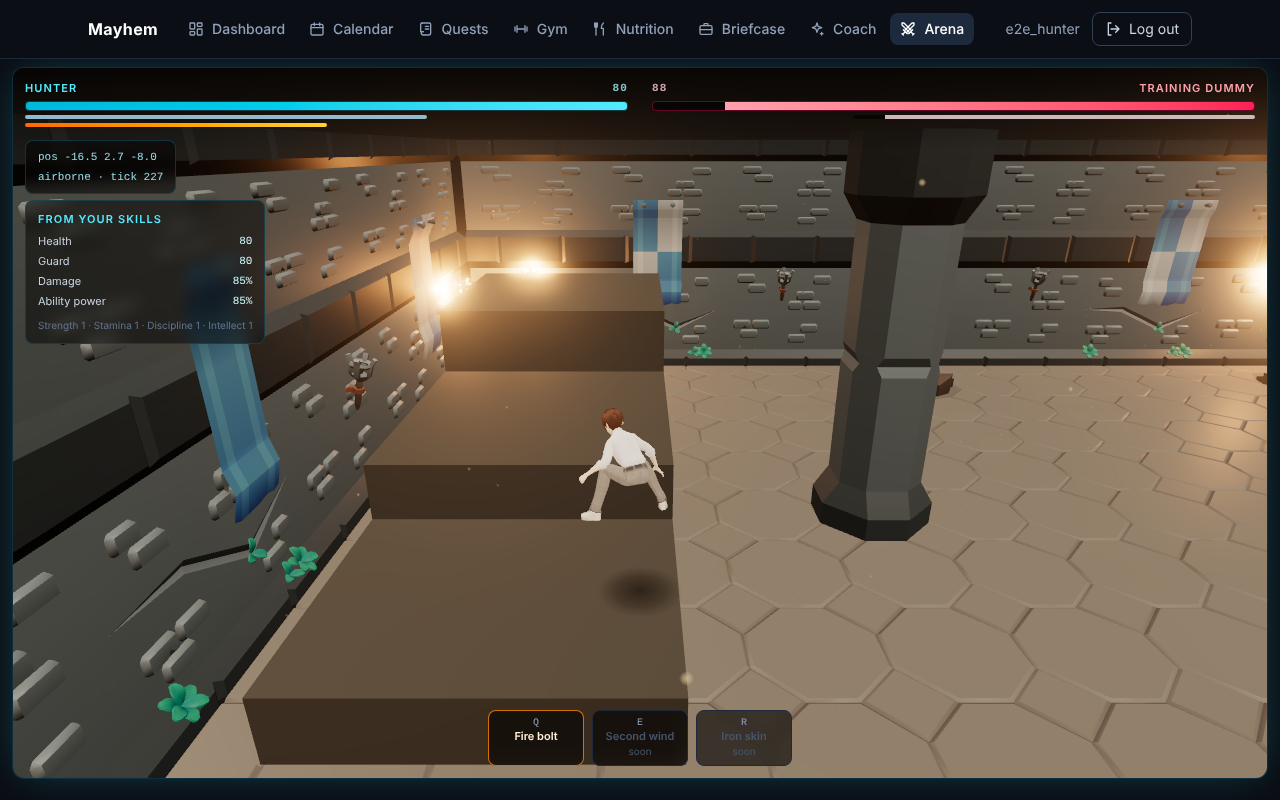 Mayhem Dashboard Calendar Quests Gym Nutrition Briefcase Coach Arena e2e_hunter Log out
HUNTER 80 88 TRAINING DUMMY
pos -16.5 2.7 -8.0
airborne · tick 227
FROM YOUR SKILLS
Health 80
Guard 80
Damage 85%
Ability power 85%
Strength 1 · Stamina 1 · Discipline 1 · Intellect 1
Q E R
Fire bolt Second wind Iron skin
soon soon